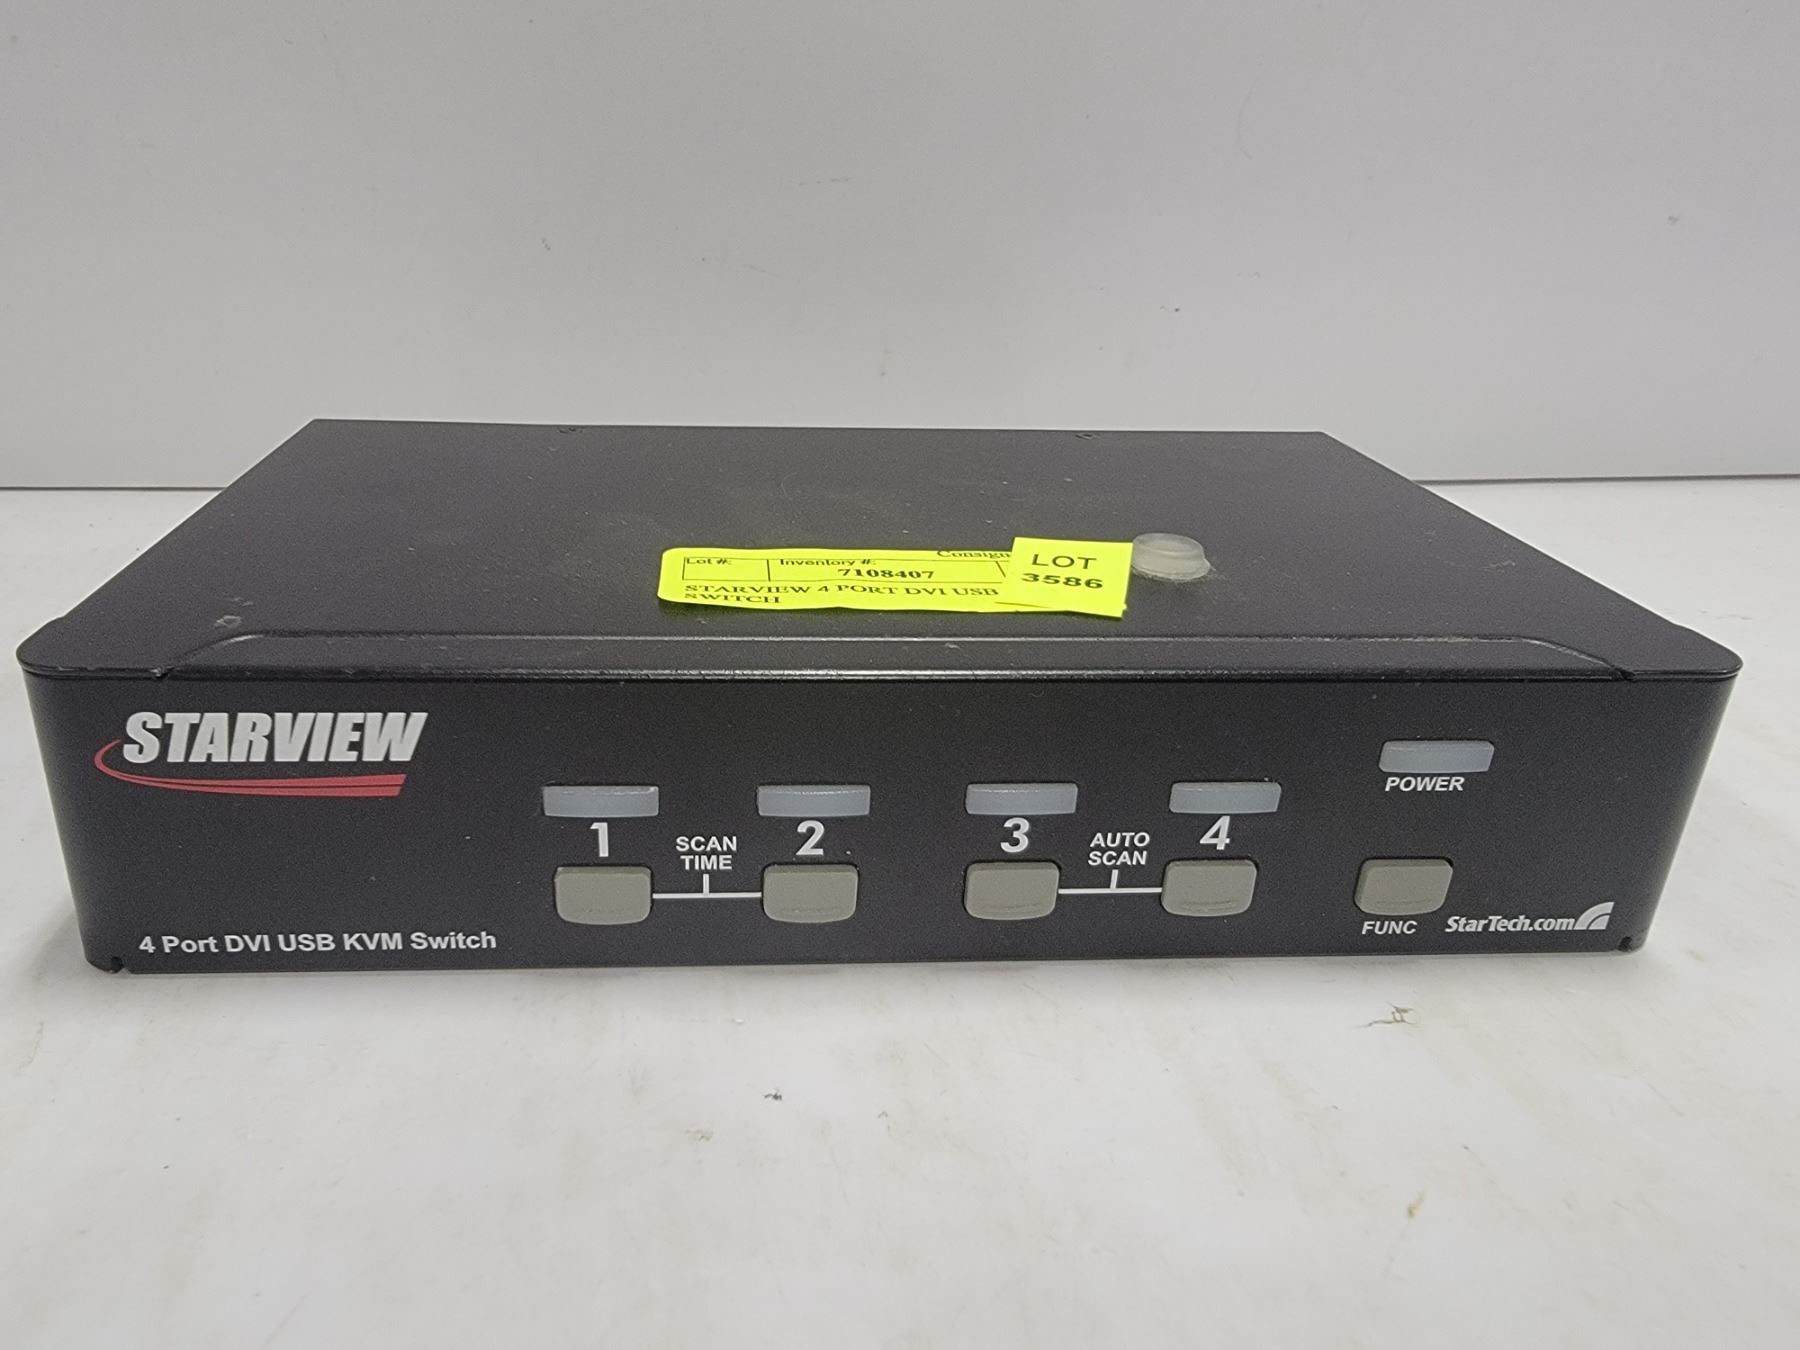 Consign
Lot #:
Inventory #:
7108407
STARVIEW 4 PORT DVI USB
SWITCH
LOT
3586
STARVIEW
POWER
1
2
3
4
SCAN
TIME
AUTO
SCAN
FUNC
StarTech.com
4 Port DVI USB KVM Switch